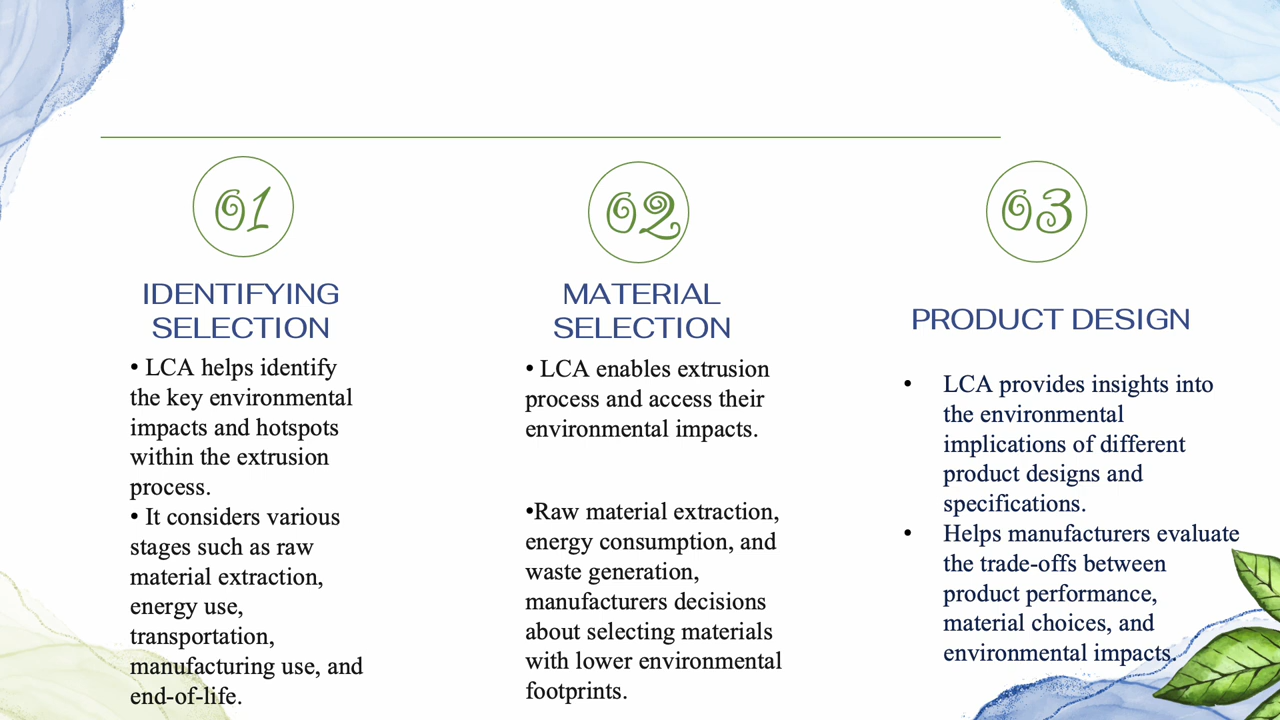 01
IDENTIFYING
SELECTION
• LCA helps identify
the key environmental
impacts and hotspots
within the extrusion
process.
• It considers various
stages such as raw
material extraction,
energy use,
transportation,
manufacturing use, and
end-of-life.
02
MATERIAL
SELECTION
• LCA enables extrusion
process and access their
environmental impacts.
•Raw material extraction,
energy consumption, and
waste generation,
manufacturers decisions
about selecting materials
with lower environmental
footprints.
03
PRODUCT DESIGN
• LCA provides insights into
the environmental
implications of different
product designs and
specifications.
• Helps manufacturers evaluate
the trade-offs between
product performance,
material choices, and
environmental impacts.